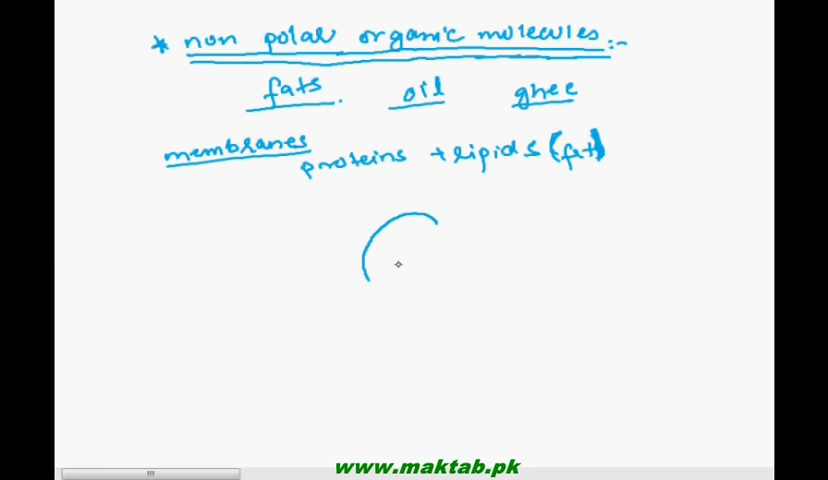 * non polar organic molecules :-
fats. oil ghee
membranes proteins + lipids (fat)
www.maktab.pk